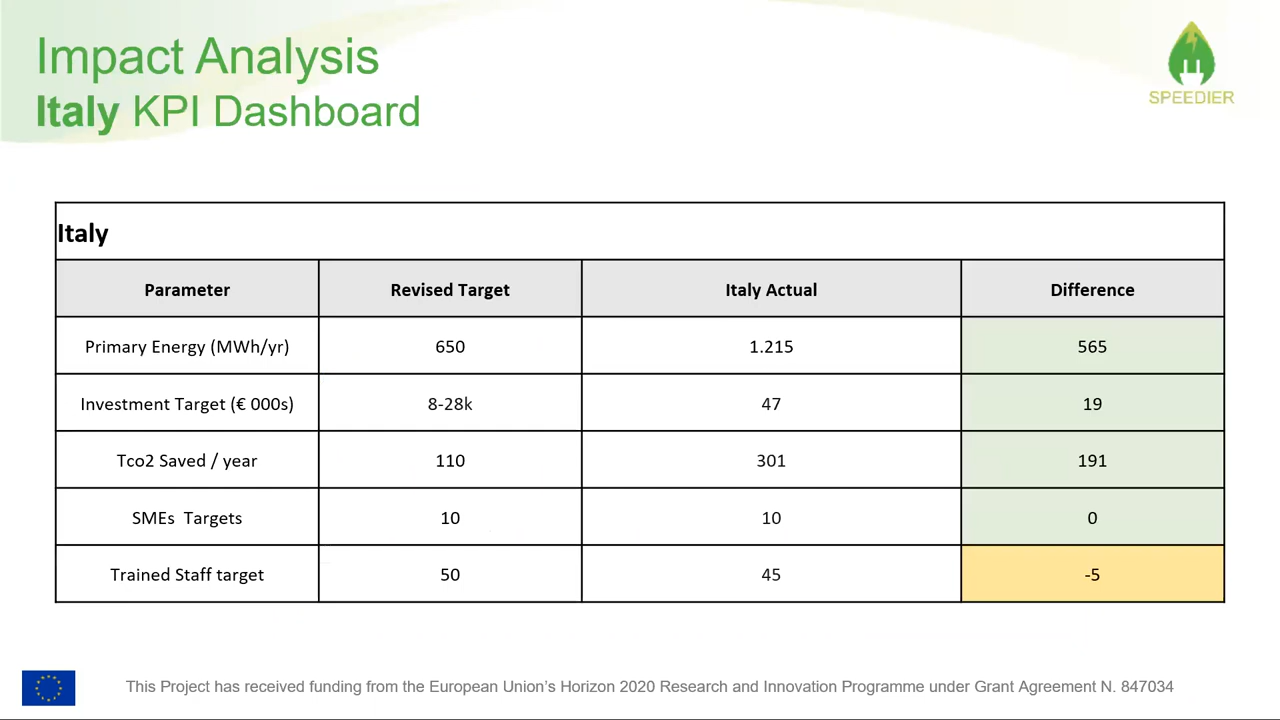 Impact Analysis
Italy KPI Dashboard
SPEEDIER
Italy
Parameter Revised Target Italy Actual Difference
Primary Energy (MWh/yr) 650 1.215 565
Investment Target (€ 000s) 8-28k 47 19
Tco2 Saved / year 110 301 191
SMEs Targets 10 10 0
Trained Staff target 50 45 -5
This Project has received funding from the European Union's Horizon 2020 Research and Innovation Programme under Grant Agreement N. 847034